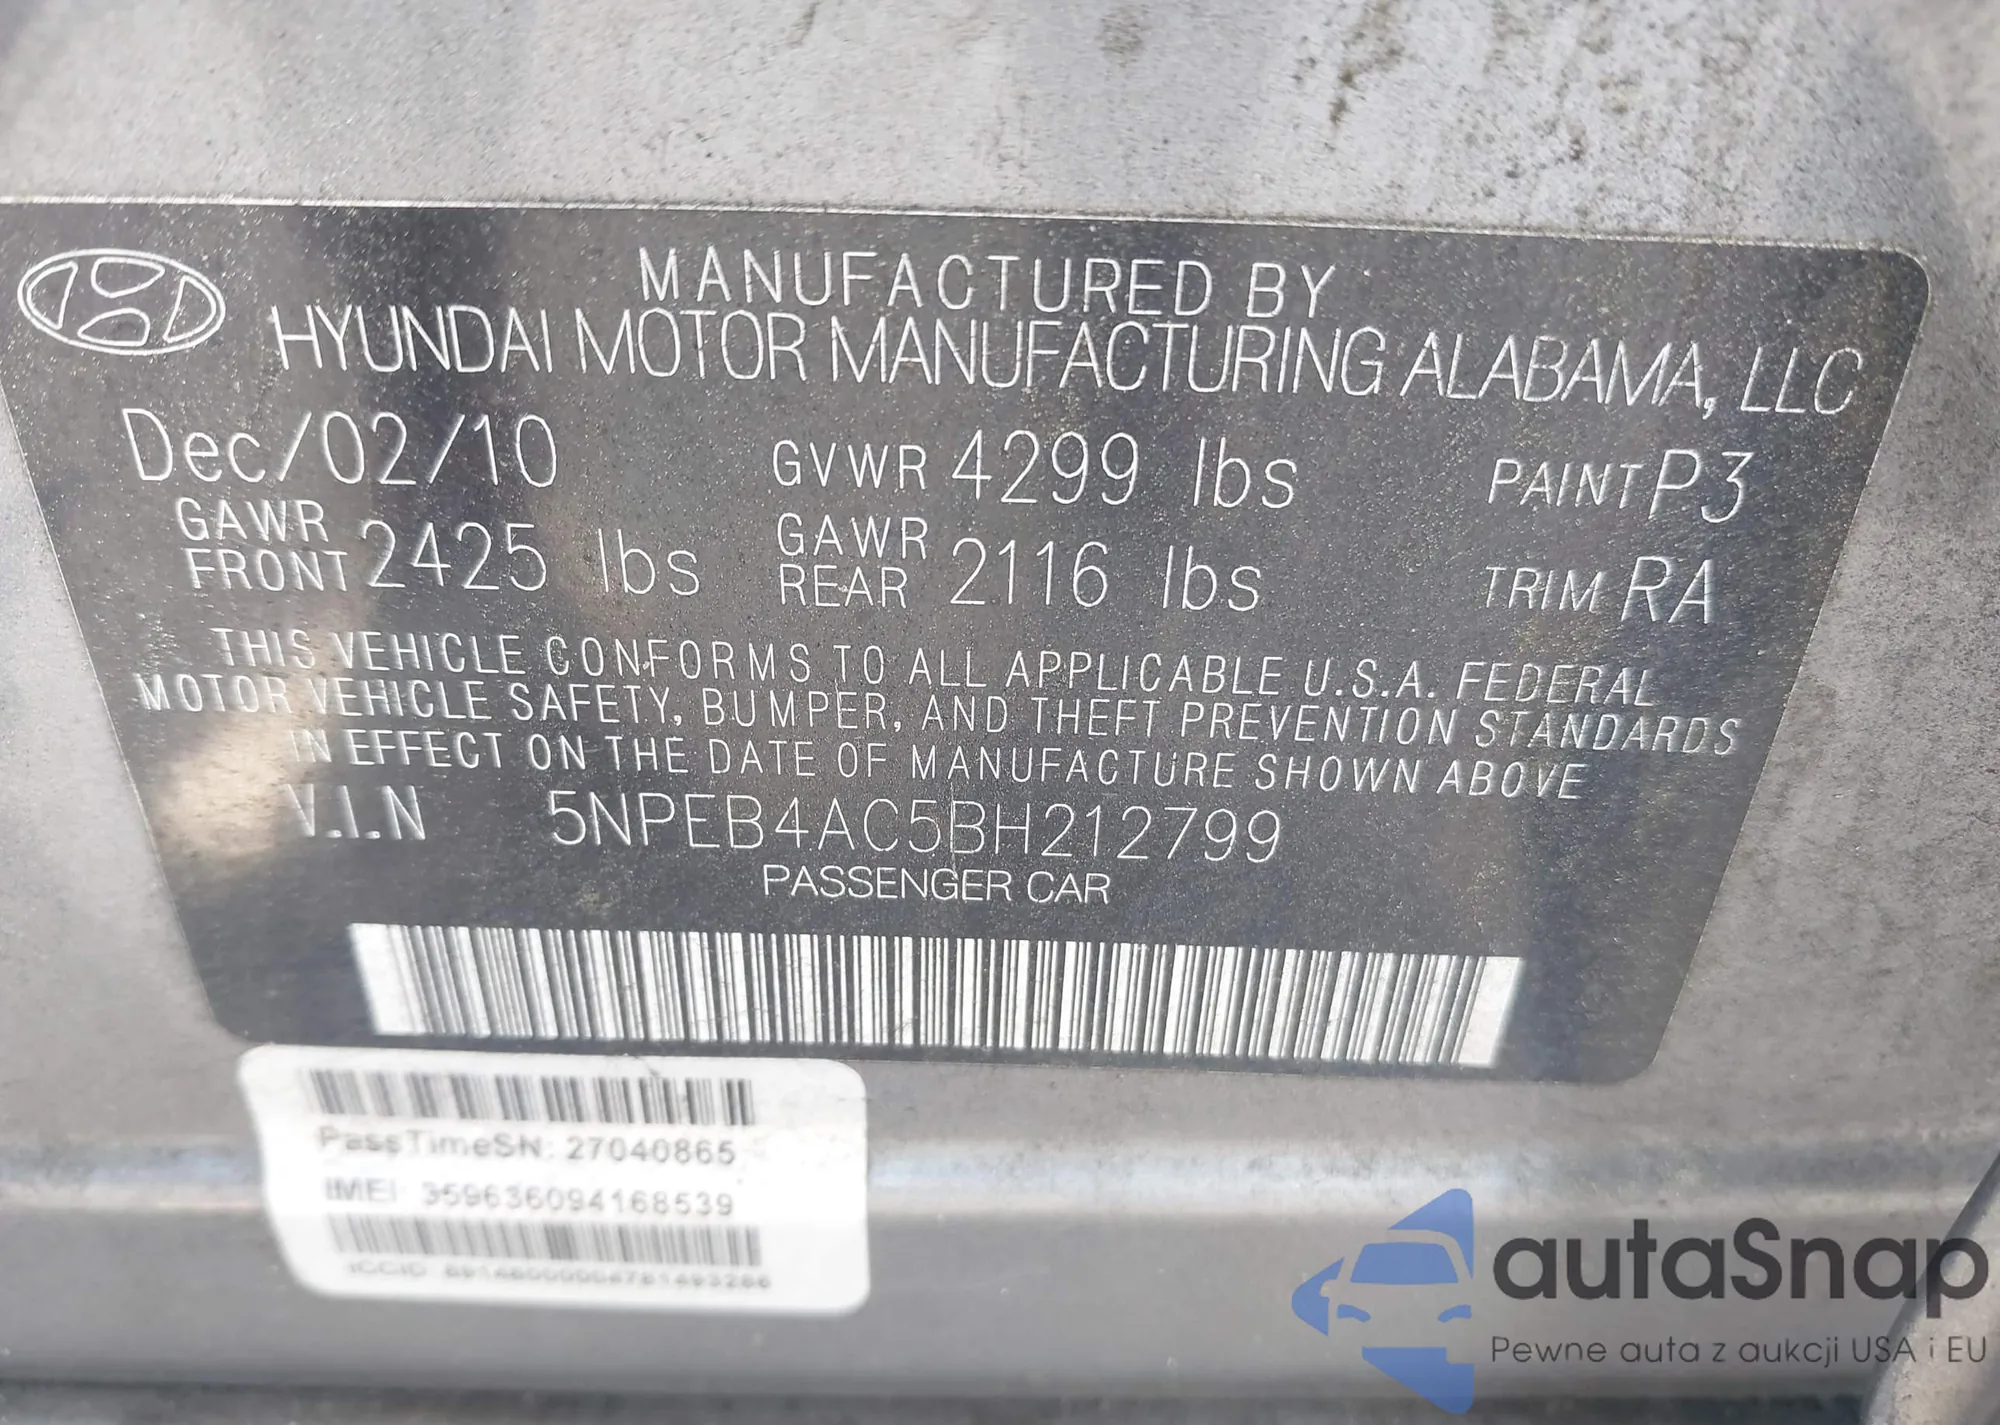 MANUFACTURED BY
HYUNDAI MOTOR MANUFACTURING ALABAMA, LLC
Dec/02/10 GVWR 4299 lbs PAINT P3
GAWR FRONT 2425 lbs GAWR REAR 2116 lbs TRIM RA
THIS VEHICLE CONFORMS TO ALL APPLICABLE U.S.A. FEDERAL
MOTOR VEHICLE SAFETY, BUMPER, AND THEFT PREVENTION STANDARDS
IN EFFECT ON THE DATE OF MANUFACTURE SHOWN ABOVE
V.I.N 5NPEB4AC5BH212799
PASSENGER CAR
PassTimeSN: 27040865
IMEI 359636094168539
ICCID
autoSnap
Pewne auta z aukcji USA i EU